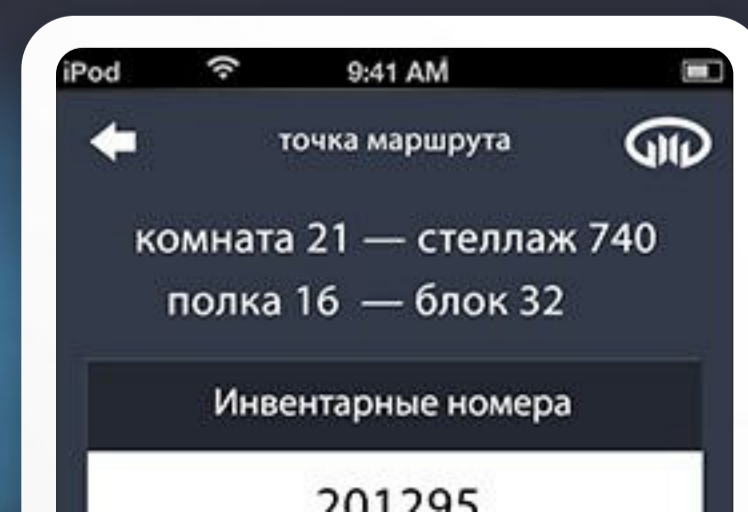 iPod 9:41 AM
точка маршрута
комната 21 — стеллаж 740
полка 16 — блок 32
Инвентарные номера
201295